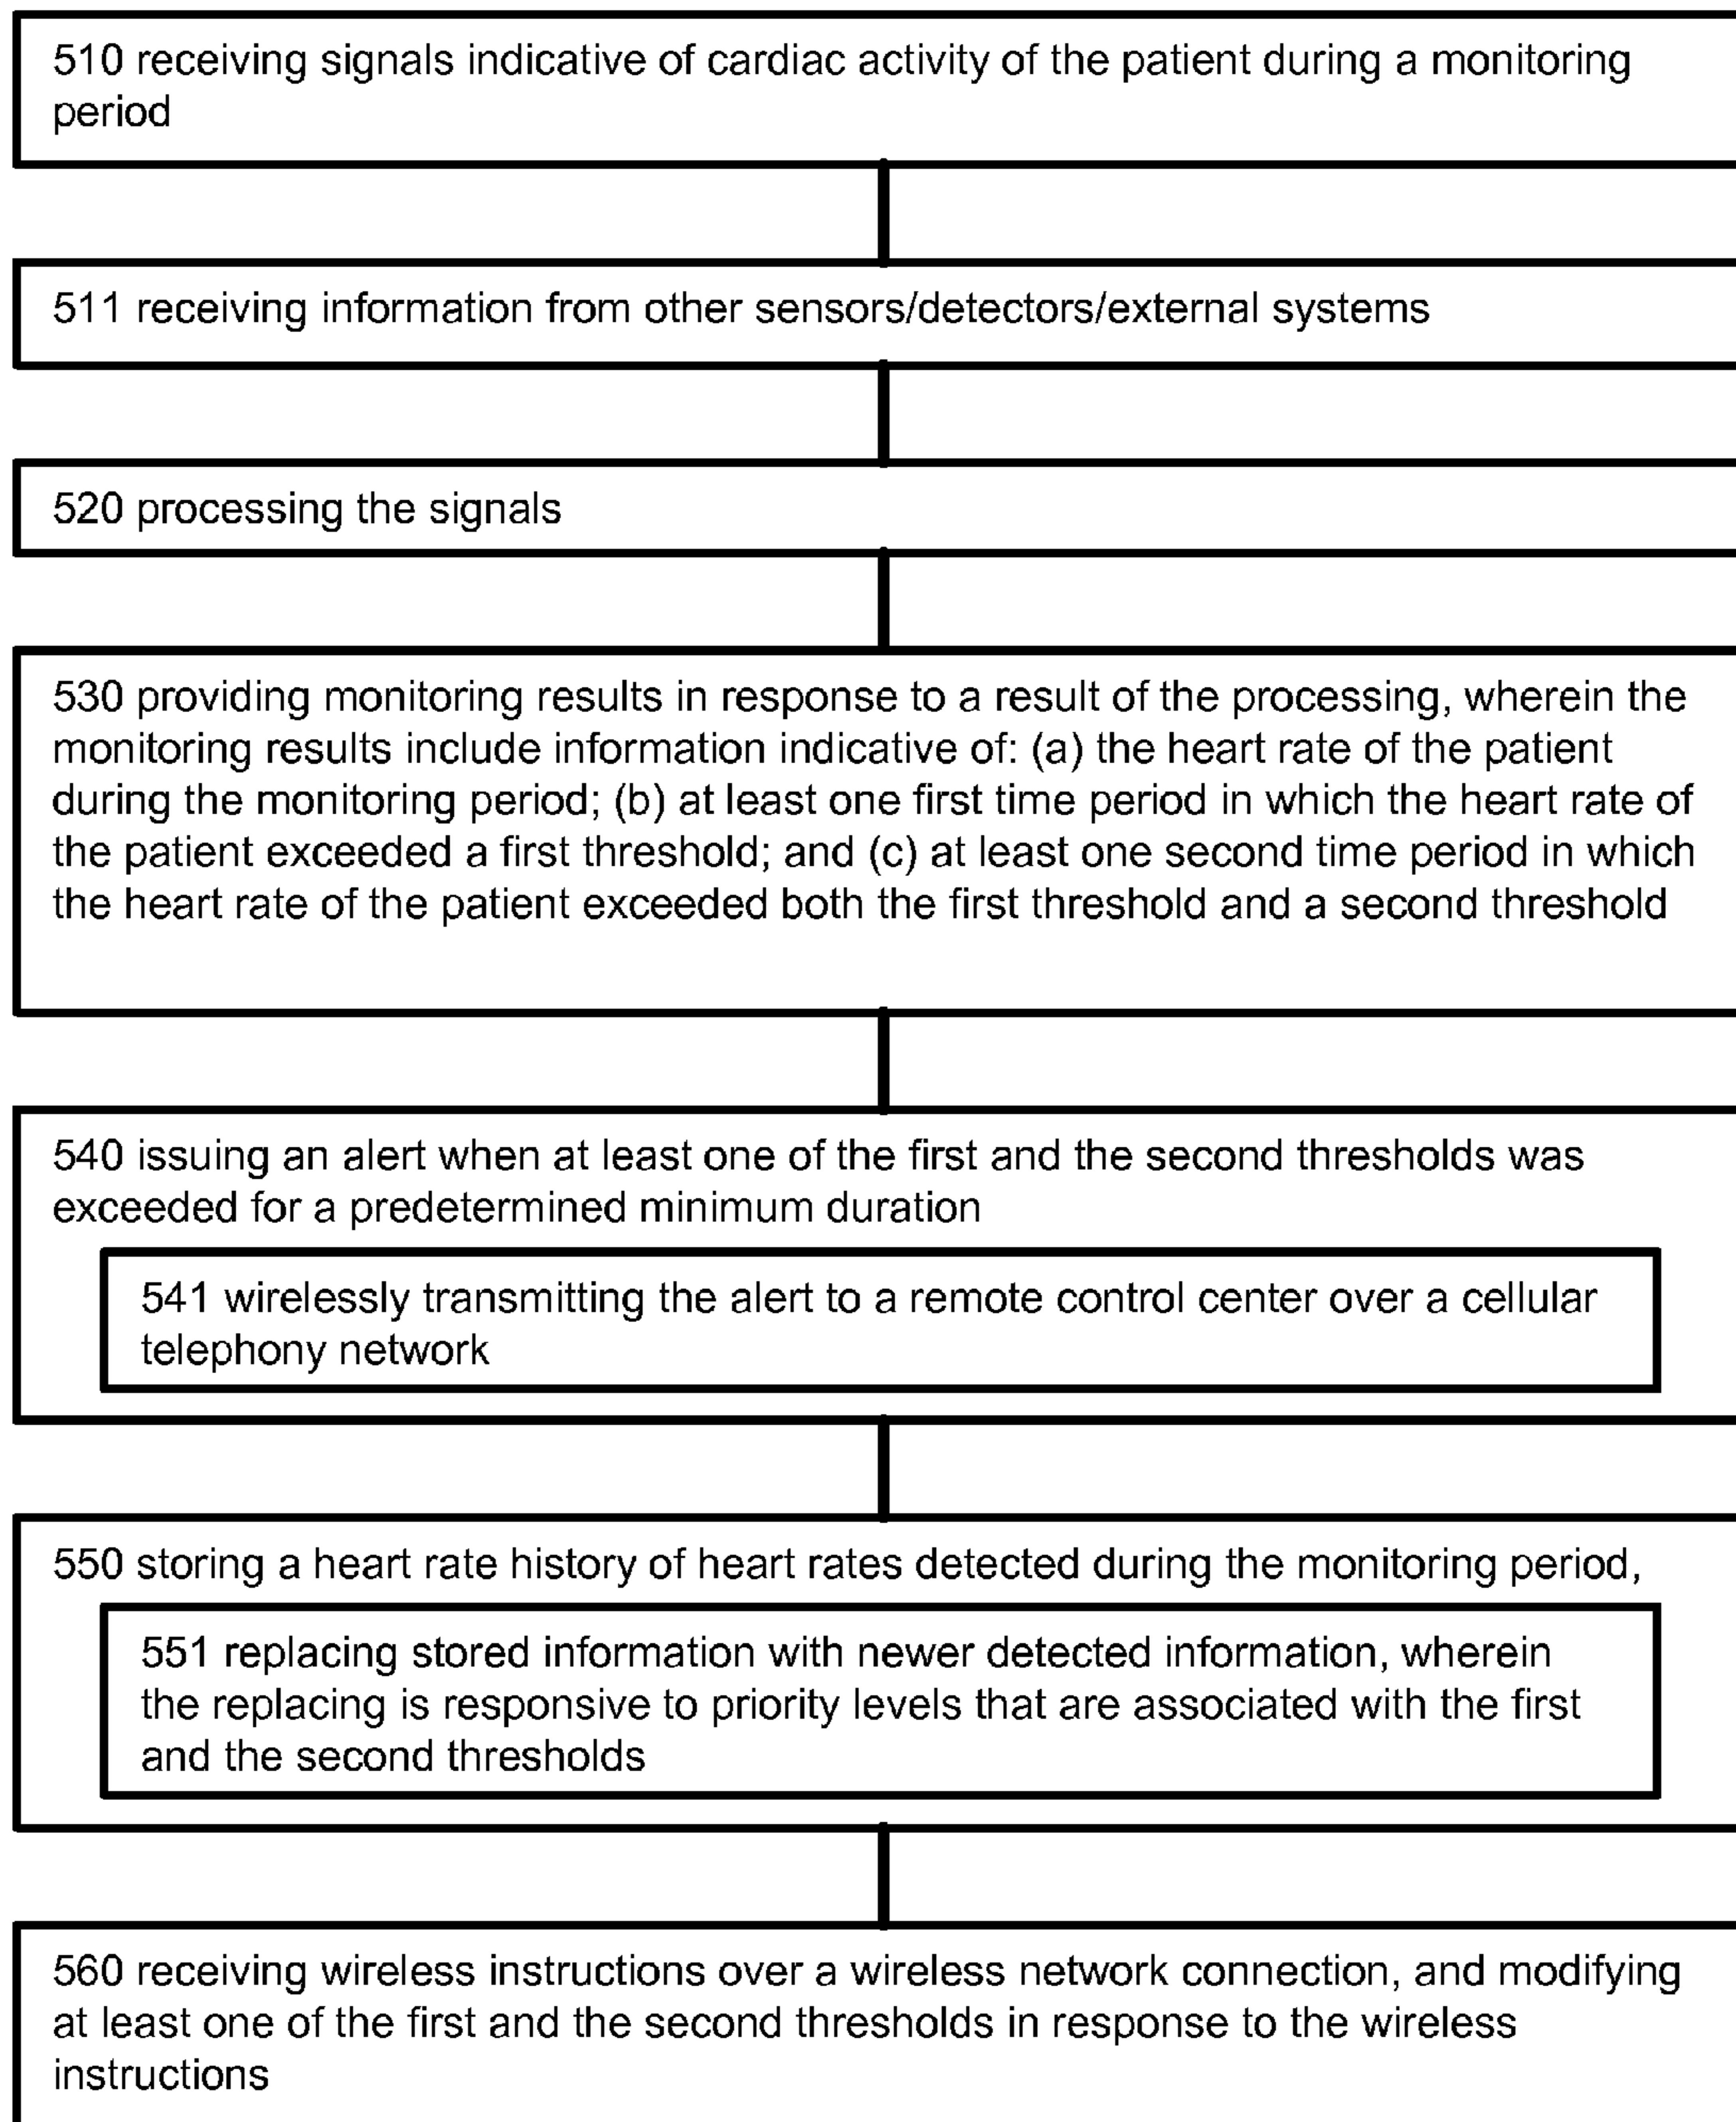 510 receiving signals indicative of cardiac activity of the patient during a monitoring
period
511 receiving information from other sensors/detectors/external systems
520 processing the signals
530 providing monitoring results in response to a result of the processing, wherein the
monitoring results include information indicative of: (a) the heart rate of the patient
during the monitoring period; (b) at least one first time period in which the heart rate of
the patient exceeded a first threshold; and (c) at least one second time period in which
the heart rate of the patient exceeded both the first threshold and a second threshold
540 issuing an alert when at least one of the first and the second thresholds was
exceeded for a predetermined minimum duration
541 wirelessly transmitting the alert to a remote control center over a cellular
telephony network
550 storing a heart rate history of heart rates detected during the monitoring period,
551 replacing stored information with newer detected information, wherein
the replacing is responsive to priority levels that are associated with the first
and the second thresholds
560 receiving wireless instructions over a wireless network connection, and modifying
at least one of the first and the second thresholds in response to the wireless
instructions